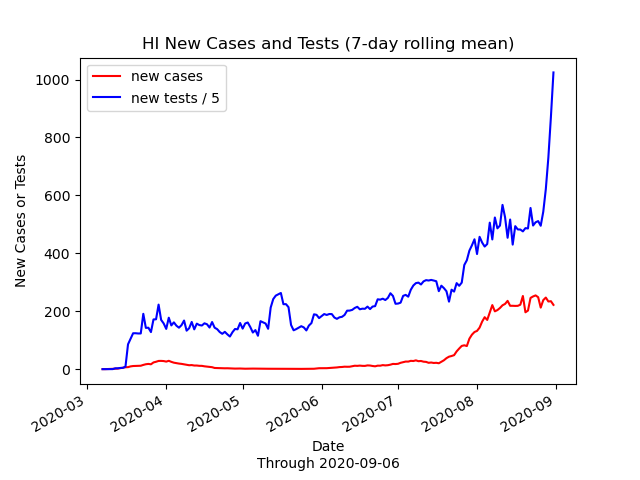 HI New Cases and Tests (7-day rolling mean)
new cases
new tests / 5
New Cases or Tests
1000
800
600
400
200
0
2020-03
2020-04
2020-05
2020-06
2020-07
2020-08
2020-09
Date
Through 2020-09-06